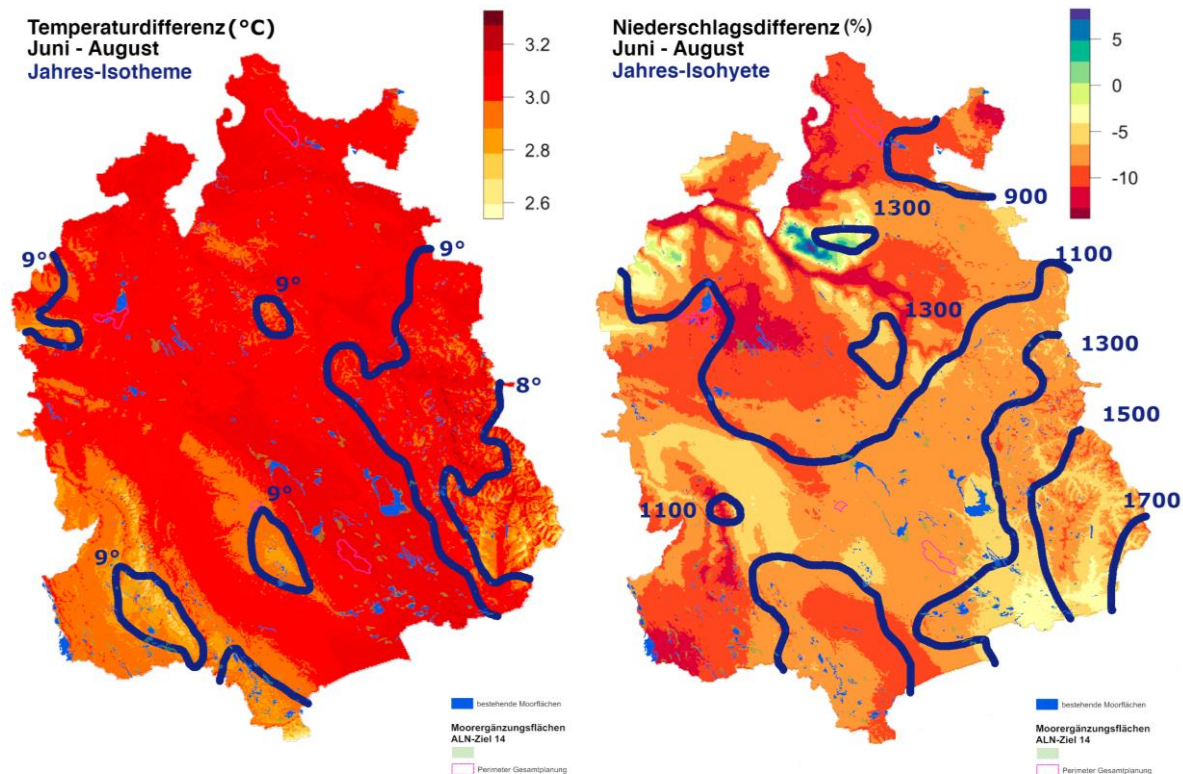 Temperaturdifferenz (°C)
Juni - August
Jahres-Isotheme
3.2
3.0
2.8
2.6
9°
9°
9°
8°
9°
9°
bestehende Moorflächen
Moorergänzungsflächen
ALN-Ziel 14
Perimeter Gesamtplanung
Niederschlagsdifferenz (%)
Juni - August
Jahres-Isohyete
5
0
-5
-10
900
1300
1100
1300
1300
1500
1700
1100
bestehende Moorflächen
Moorergänzungsflächen
ALN-Ziel 14
Perimeter Gesamtplanung